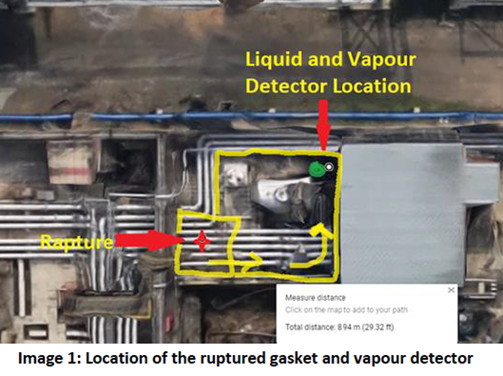 Liquid and Vapour
Detector Location
Rapture
Measure distance
Click on the map to add to your path
Total distance: 8.94 m (29.32 ft)
Image 1: Location of the ruptured gasket and vapour detector